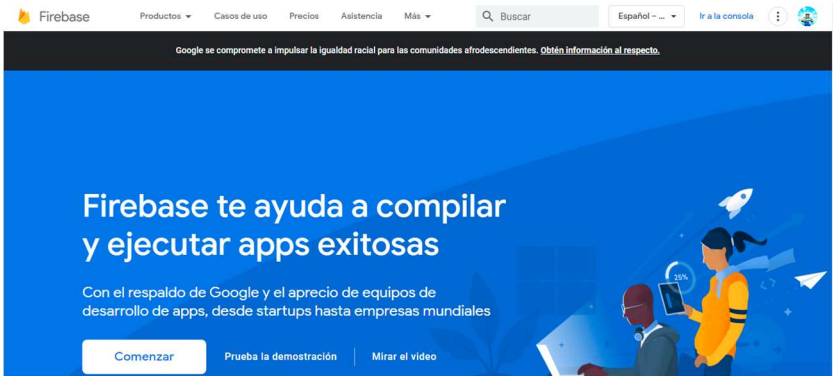 Firebase
Productos
Casos de uso
Precios
Asistencia
Más
Buscar
Español – ...
Ir a la consola
Google se compromete a impulsar la igualdad racial para las comunidades afrodescendientes. Obtén información al respecto.
Firebase te ayuda a compilar
y ejecutar apps exitosas
Con el respaldo de Google y el aprecio de equipos de
desarrollo de apps, desde startups hasta empresas mundiales
25%
Comenzar
Prueba la demostración
Mirar el video